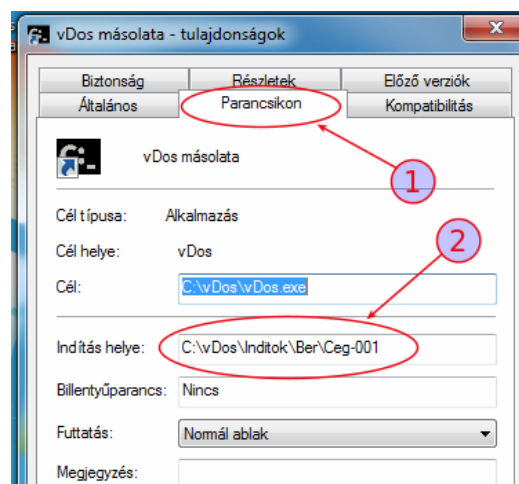 vDos másolata - tulajdonságok
Biztonság Részletek Előző verziók
Általános Parancsikon Kompatibilitás
vDos másolata
1
Cél típusa: Alkalmazás
2
Cél helye: vDos
Cél: C:\vDos\vDos.exe
Indítás helye: C:\vDos\Inditok\Ber\Ceg-001
Billentyűparancs: Nincs
Futtatás: Normál ablak
Megjegyzés: